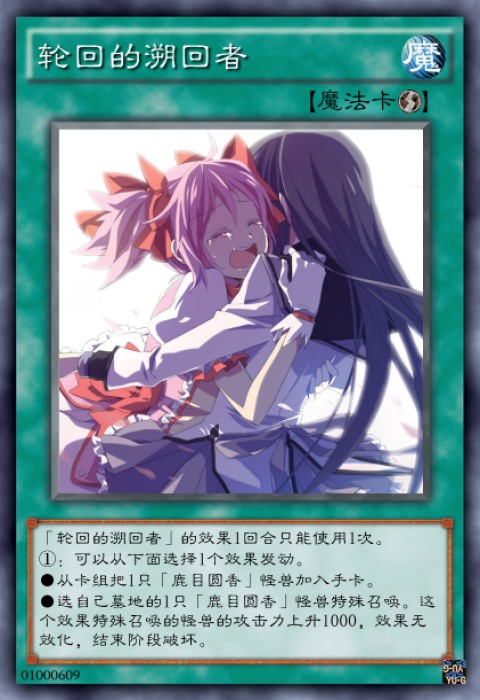 轮回的溯回者
魔
【魔法卡】
「轮回的溯回者」的效果1回合只能使用1次。
①：可以从下面选择1个效果发动。
●从卡组把1只「鹿目圆香」怪兽加入手卡。
●选自己墓地的1只「鹿目圆香」怪兽特殊召唤。这
个效果特殊召唤的怪兽的攻击力上升1000，效果无
效化，结束阶段破坏。
01000609